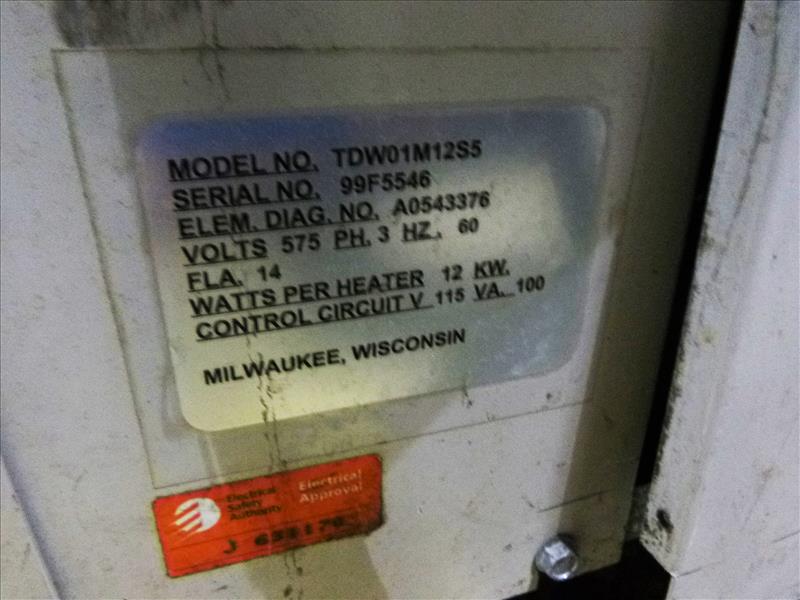 MODEL NO. TDW01M12S5
SERIAL NO. 99F5546
ELEM. DIAG. NO. A0543376
VOLTS 575 PH. 3 HZ. 60
FLA. 14
WATTS PER HEATER 12 KW.
CONTROL CIRCUIT V 115 VA. 100
MILWAUKEE, WISCONSIN
Electrical
Safety
Authority
Electrical
Approval
J